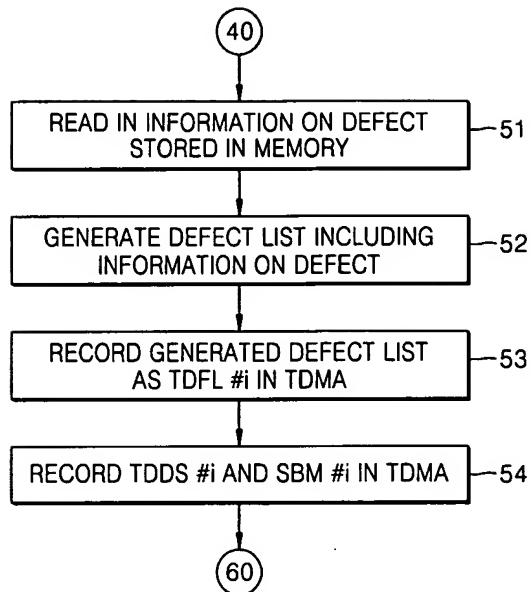 40
READ IN INFORMATION ON DEFECT
STORED IN MEMORY
51
GENERATE DEFECT LIST INCLUDING
INFORMATION ON DEFECT
52
RECORD GENERATED DEFECT LIST
AS TDFL #i IN TDMA
53
RECORD TDDS #i AND SBM #i IN TDMA
54
60